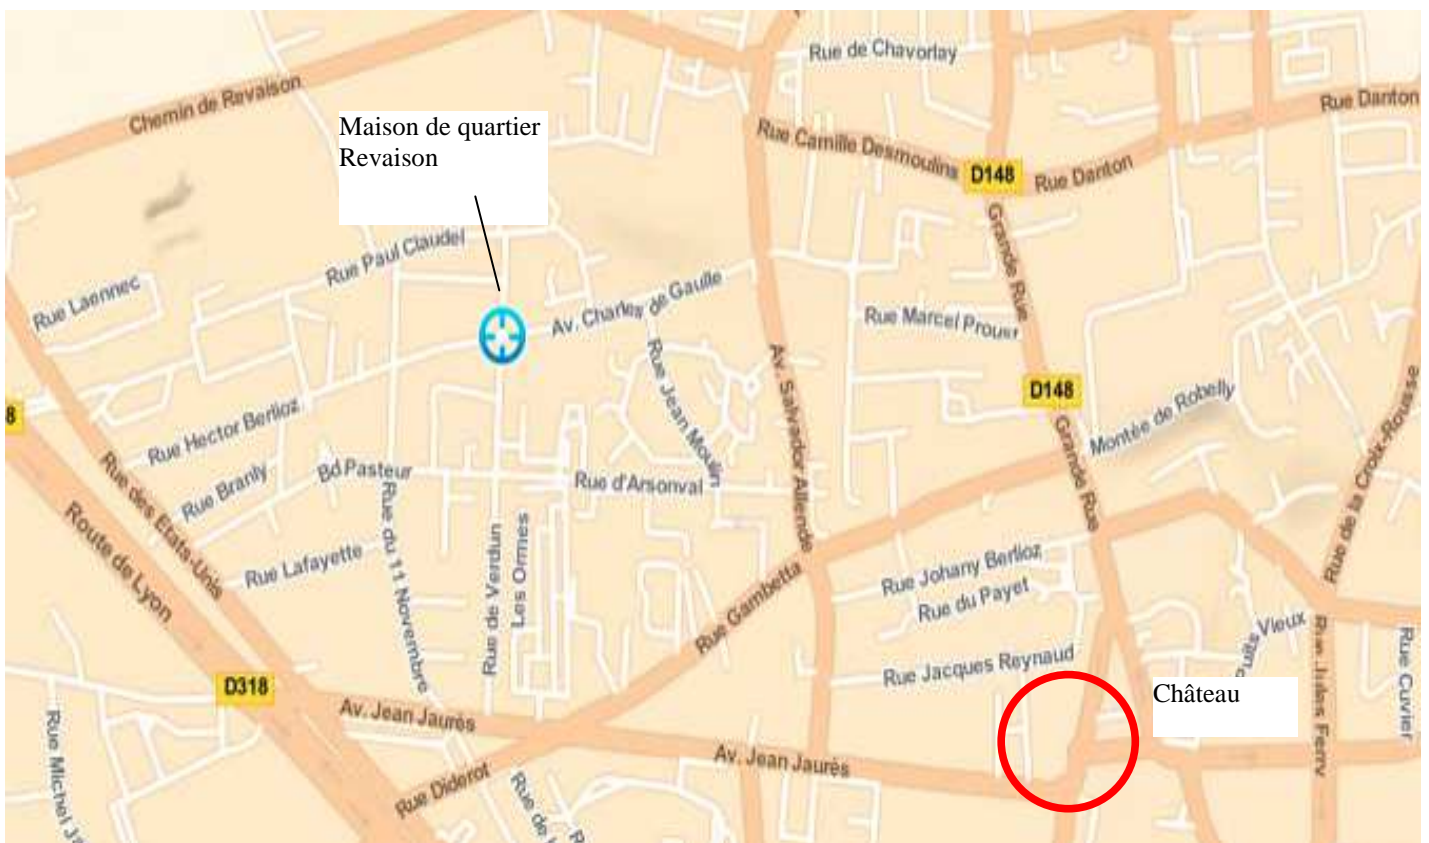 Rue de Chavorlay
Chemin de Revaison
Rue Danton
Maison de quartier
Revaison
Rue Camille Desmoulins
D148
Rue Danton
Grande Rue
Rue Paul Claudel
Rue Laennec
Av. Charles de Gaulle
Rue Marcel Proust
Rue Jean Moulin
Av. Salvador Allende
D148
8
Rue Hector Berlioz
Montée de Robelly
Rue de la Croix-Rousse
Grande Rue
Rue Branly
Bd Pasteur
Rue d'Arsonval
Rue des Etats-Unis
Route de Lyon
Rue du 11 Novembre
Rue Lafayette
Rue de Verdun
Les Ormes
Rue Gambetta
Rue Johany Berlioz
Rue du Payet
Rue Jacques Reynaud
Puits Vieux
Rue Jules Ferry
Rue Cuvier
D318
Château
Av. Jean Jaurès
Av. Jean Jaurès
Rue Diderot
Rue Michel
Rue de